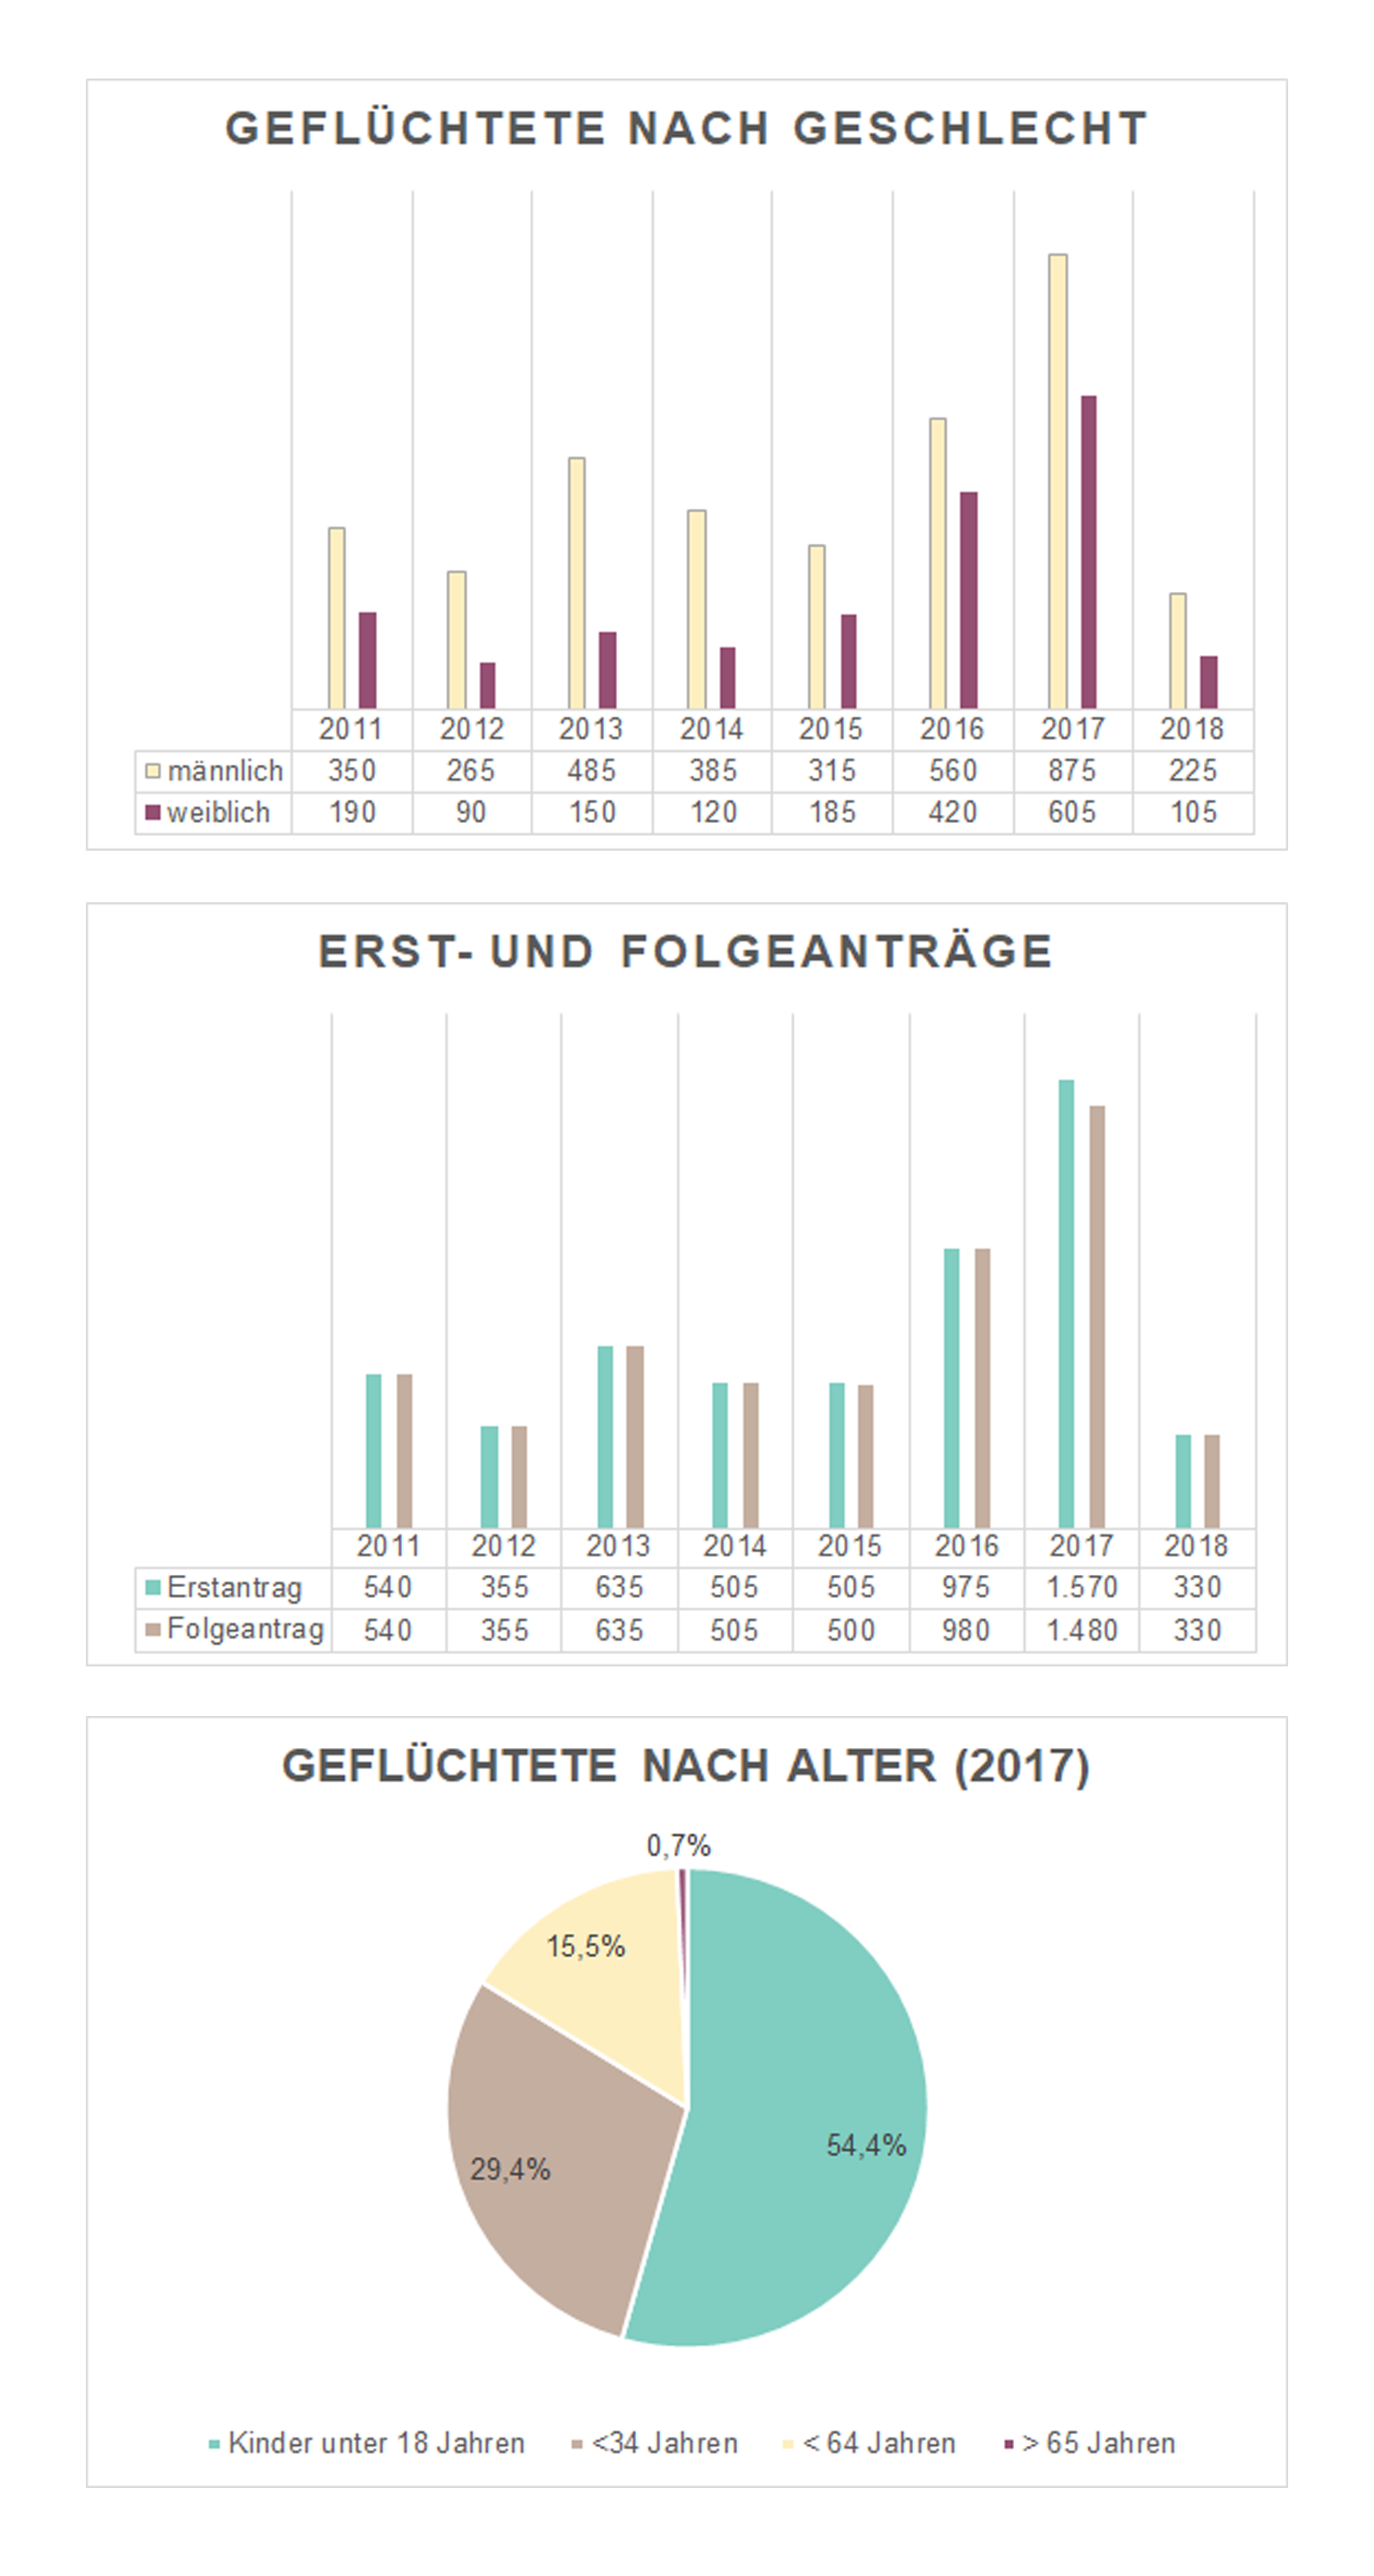 GEFLÜCHTETE NACH GESCHLECHT
2011 2012 2013 2014 2015 2016 2017 2018
männlich 350 265 485 385 315 560 875 225
weiblich 190 90 150 120 185 420 605 105
ERST- UND FOLGEANTRÄGE
2011 2012 2013 2014 2015 2016 2017 2018
Erstantrag 540 355 635 505 505 975 1.570 330
Folgeantrag 540 355 635 505 500 980 1.480 330
GEFLÜCHTETE NACH ALTER (2017)
0,7%
15,5%
54,4%
29,4%
Kinder unter 18 Jahren <34 Jahren < 64 Jahren > 65 Jahren